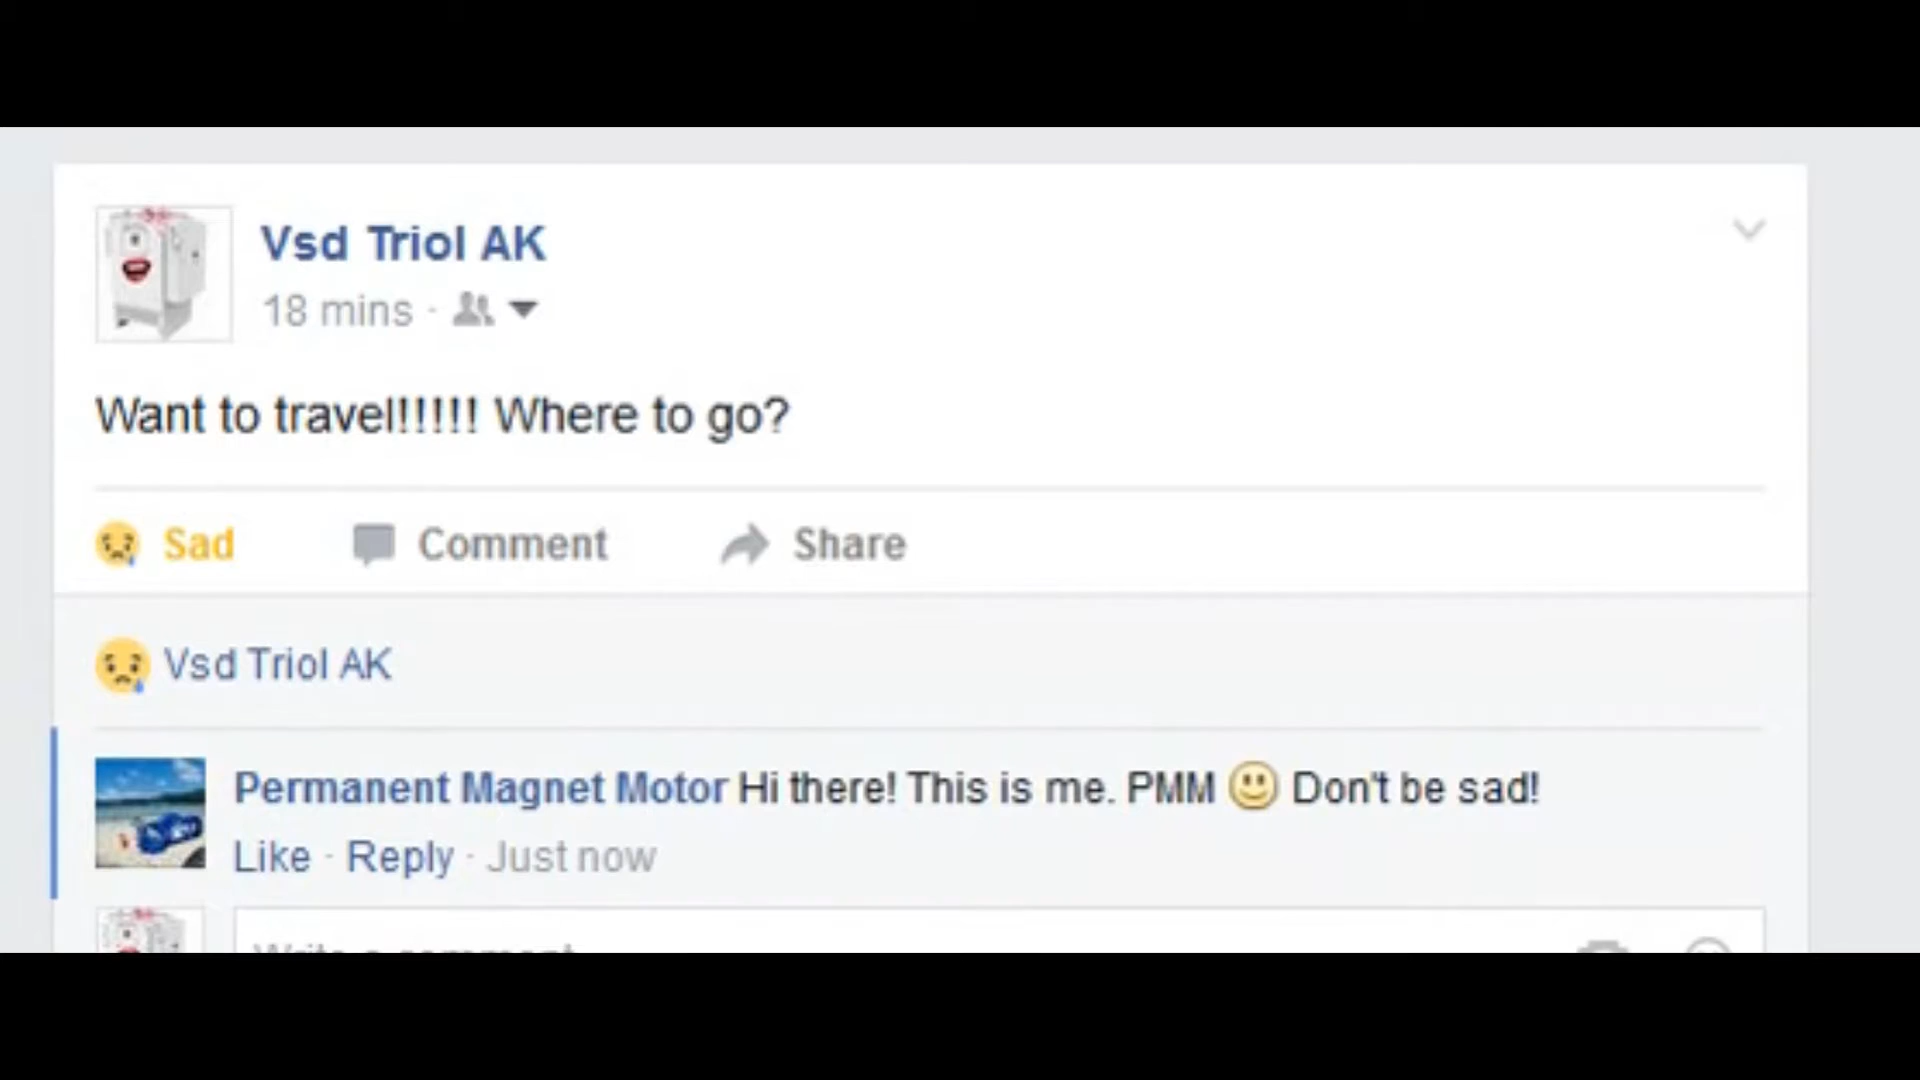 Vsd Triol AK
18 mins ·
Want to travel!!!!! Where to go?
Sad Comment Share
Vsd Triol AK
Permanent Magnet Motor Hi there! This is me. PMM 🙂 Don't be sad!
Like · Reply · Just now
Write a comment